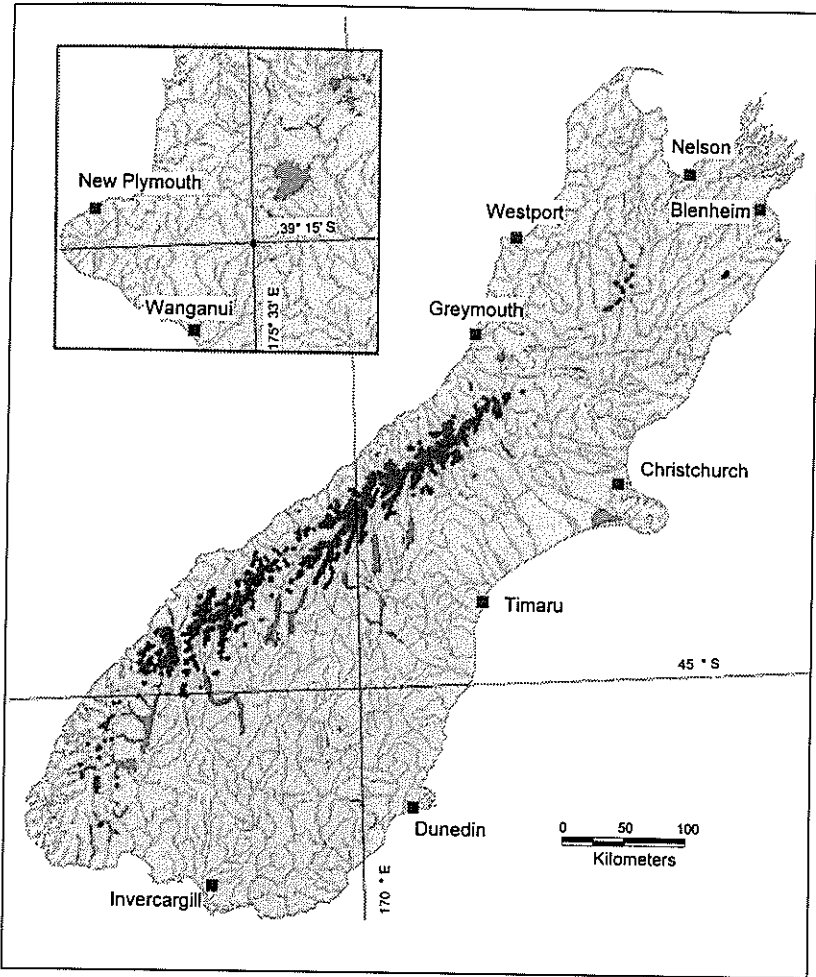 New Plymouth
39° 15' S
Wanganui
175° 33' E
Nelson
Westport
Blenheim
Greymouth
Christchurch
Timaru
45 ° S
Dunedin
0 50 100
Kilometers
170 ° E
Invercargill